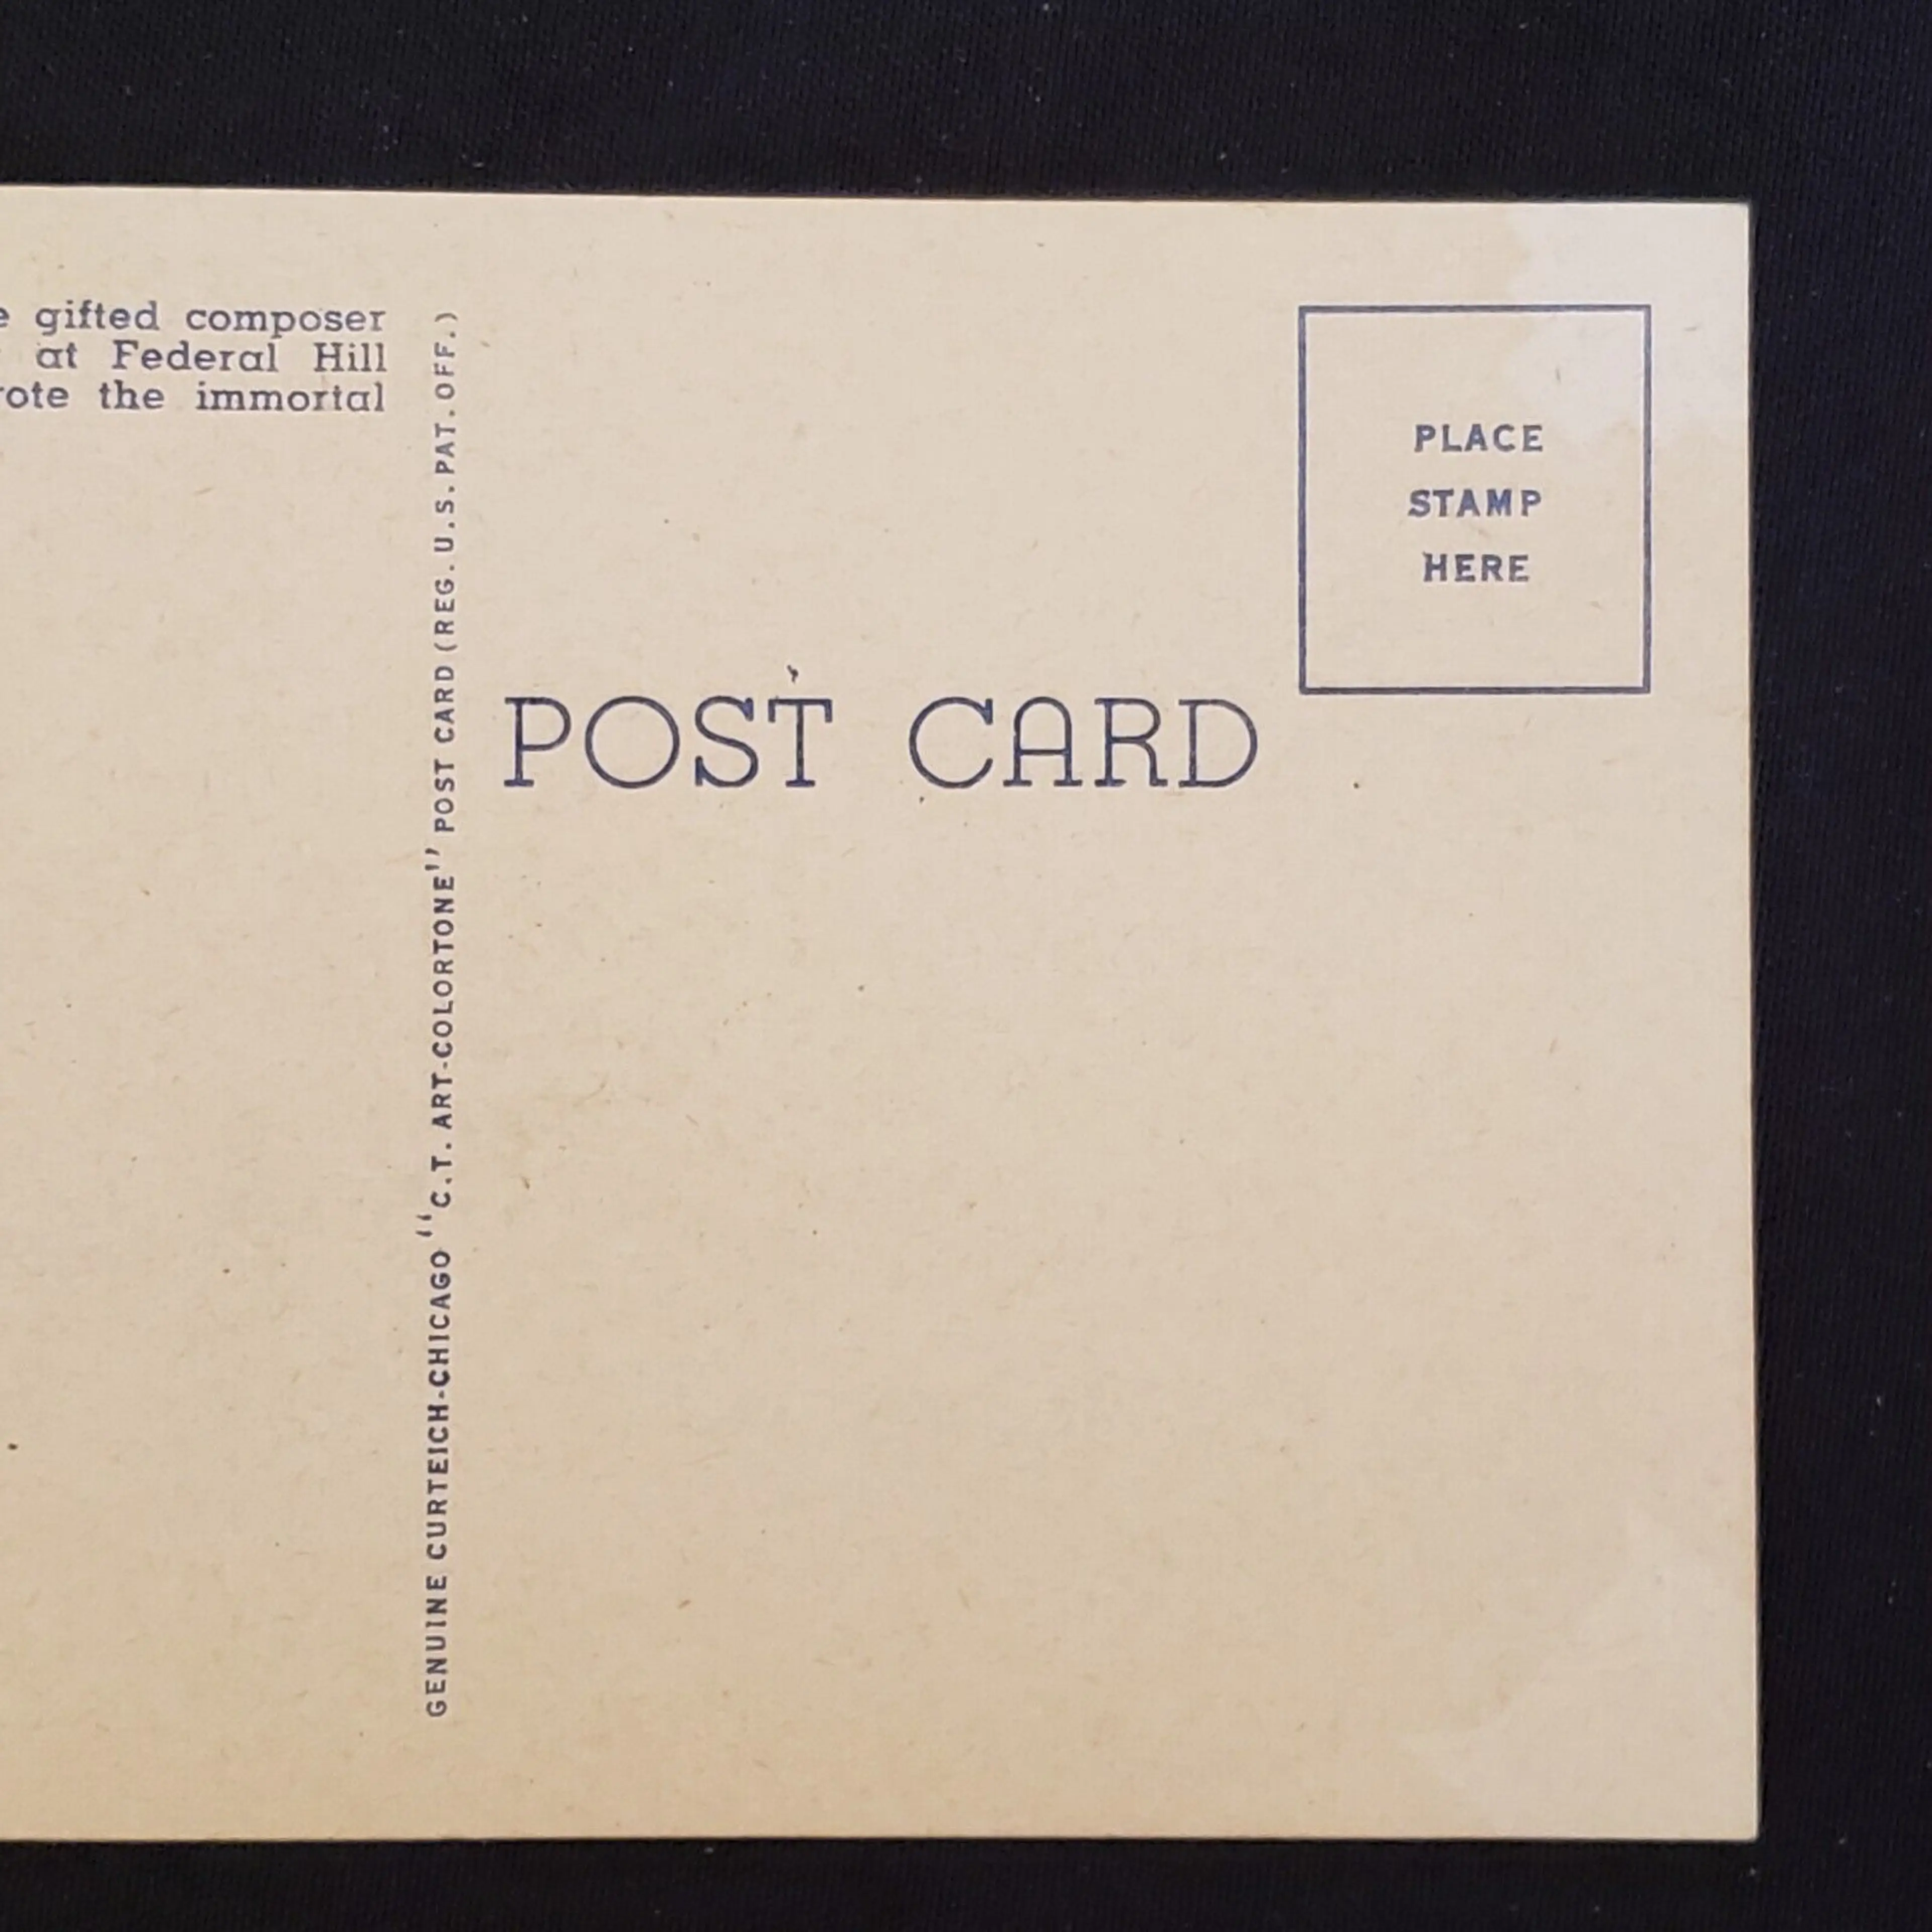 gifted composer
at Federal Hill
the immortal
GENUINE CURTEICH-CHICAGO "C.T. ART-COLORTONE" POST CARD (REG. U.S. PAT. OFF.)
PLACE
STAMP
HERE
POST CARD